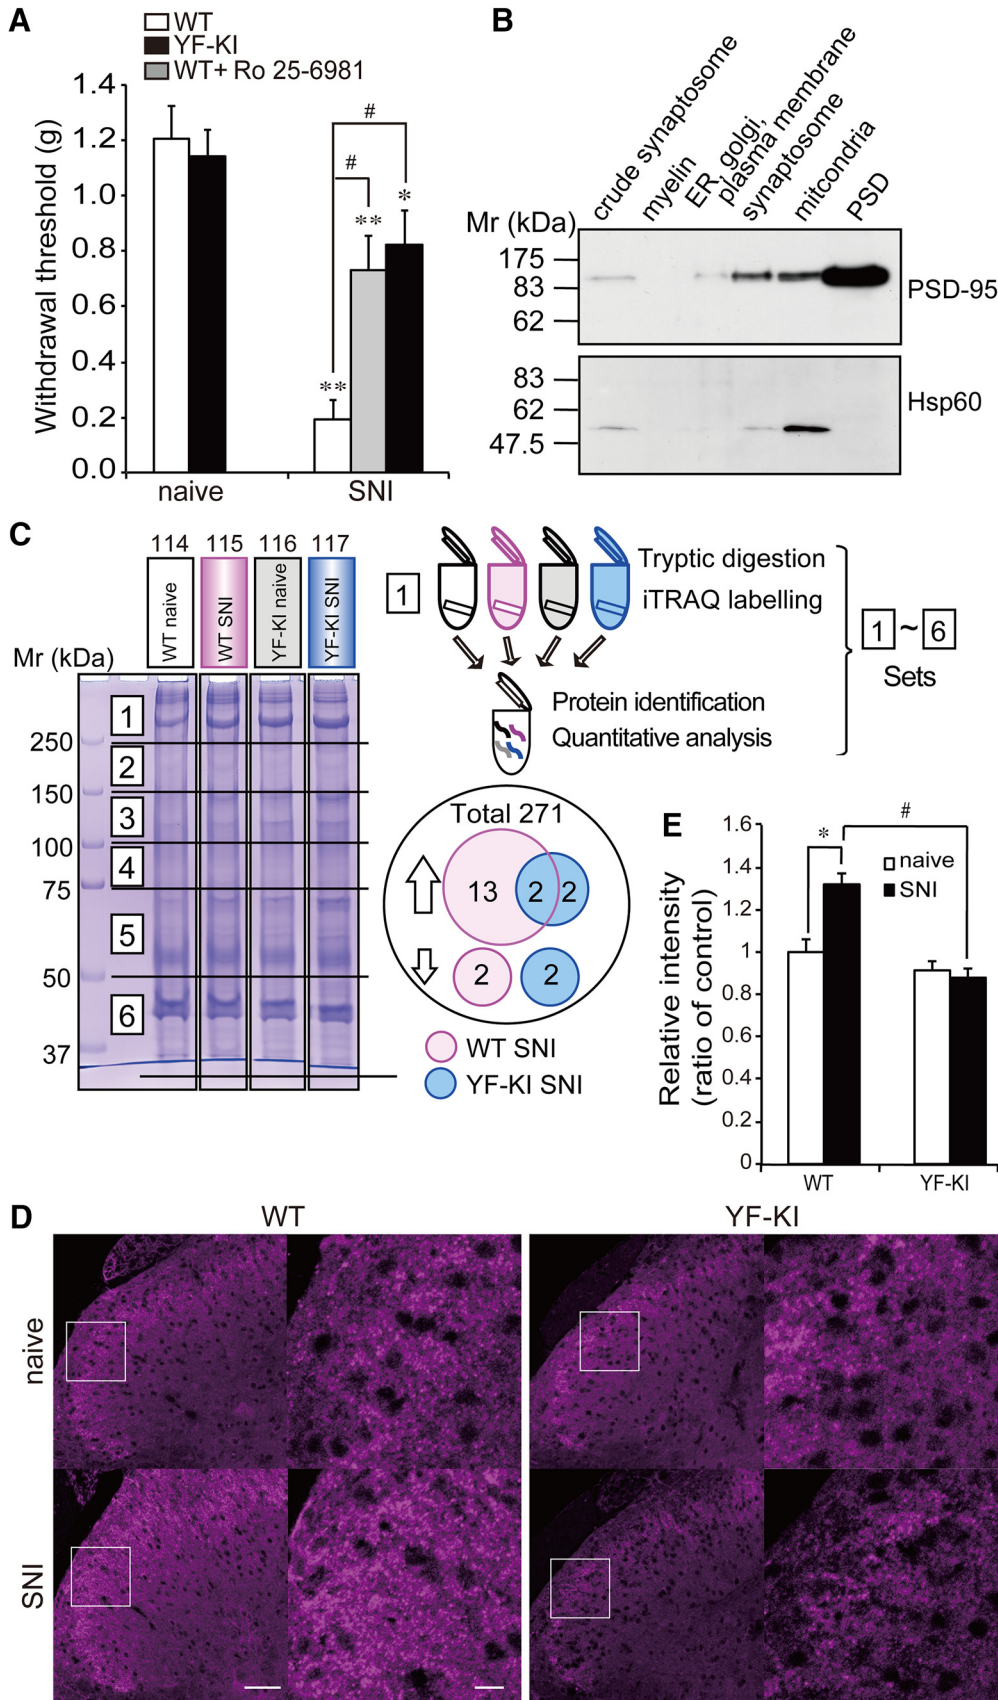 A
WT
YF-KI
WT+ Ro 25-6981
Withdrawal threshold (g)
1.4
1.2
1.0
0.8
0.6
0.4
0.2
0.0
#
#
**
**
*
naive
SNI
B
crude synaptosome
myelin
ER, golgi,
plasma membrane
synaptosome
mitcondria
PSD
Mr (kDa)
175
83
62
PSD-95
83
62
47.5
Hsp60
C
114
115
116
117
WT naive
WT SNI
YF-KI naive
YF-KI SNI
Mr (kDa)
250
150
100
75
50
37
1
2
3
4
5
6
1
Tryptic digestion
iTRAQ labelling
Protein identification
Quantitative analysis
1 ~ 6
Sets
Total 271
13
2
2
2
2
WT SNI
YF-KI SNI
E
Relative intensity
(ratio of control)
1.6
1.4
1.2
1
0.8
0.6
0.4
0.2
0
*
#
naive
SNI
WT
YF-KI
D
WT
YF-KI
naive
SNI